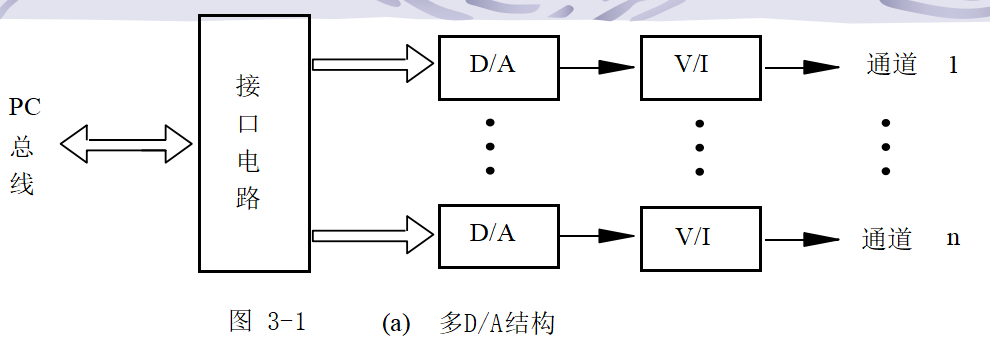 PC
总
线
接
口
电
路
D/A
V/I
通道 1
D/A
V/I
通道 n
图 3-1 (a) 多D/A结构